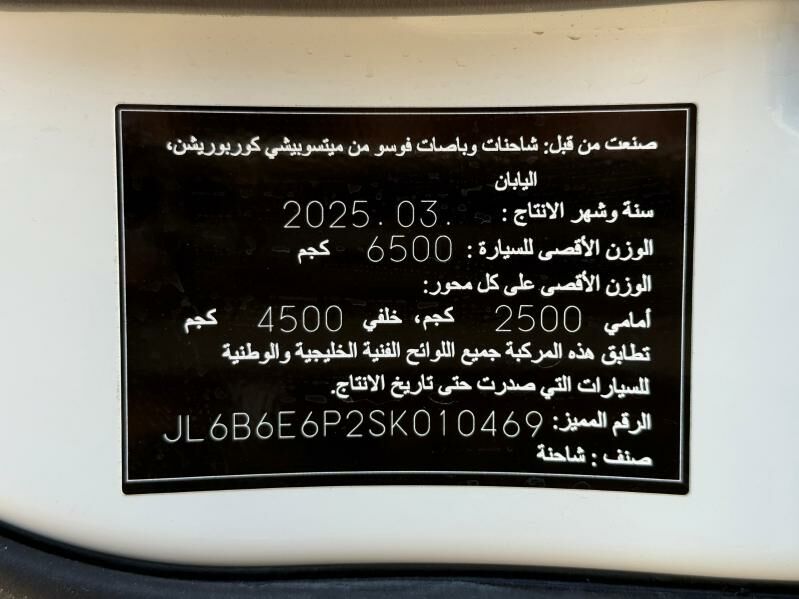 صنعت من قبل: شاحنات وباصات فوسو من ميتسوبيشي كوربوريشن،
اليابان
سنة وشهر الانتاج : 2025.03.
الوزن الأقصى للسيارة : 6500 كجم
الوزن الأقصى على كل محور:
أمامي 2500 كجم، خلفي 4500 كجم
تطابق هذه المركبة جميع اللوائح الفنية الخليجية والوطنية
للسيارات التي صدرت حتى تاريخ الانتاج.
الرقم المميز: JL6B6E6P2SK010469
صنف : شاحنة